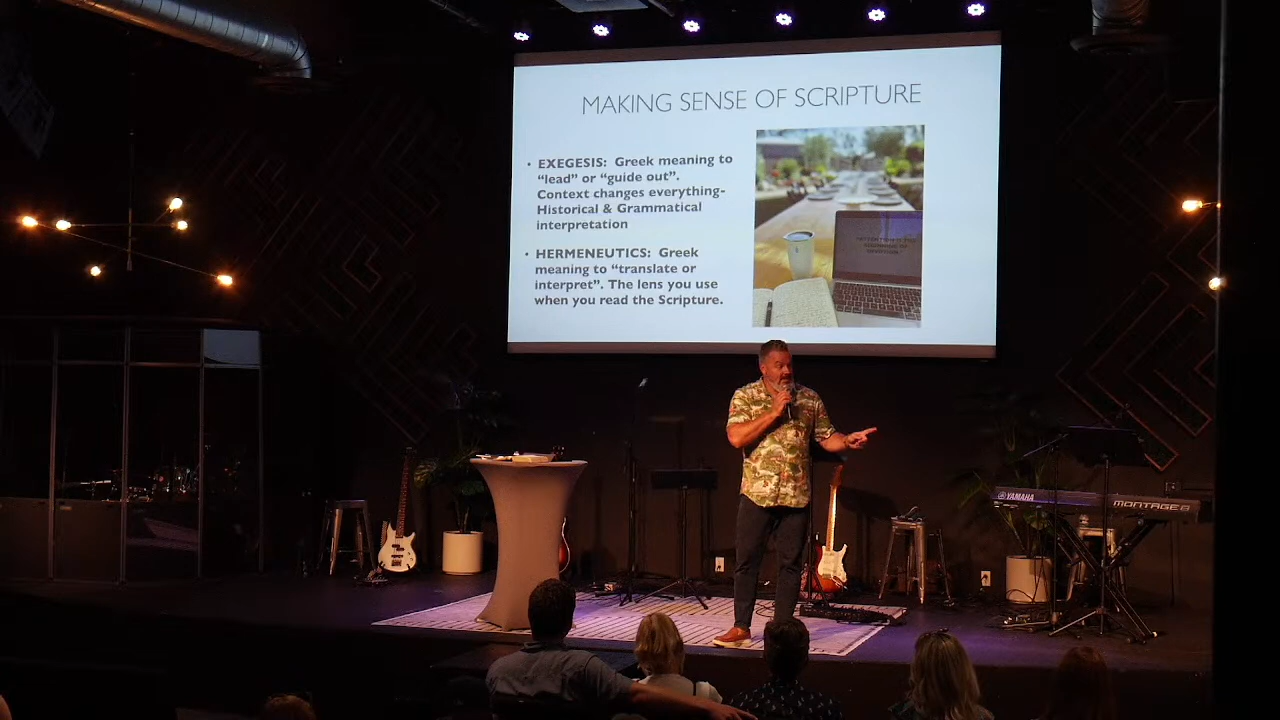 MAKING SENSE OF SCRIPTURE
• EXEGESIS: Greek meaning to
"lead" or "guide out".
Context changes everything-
Historical & Grammatical
interpretation
• HERMENEUTICS: Greek
meaning to "translate or
interpret". The lens you use
when you read the Scripture.
YAMAHA
MONTAGE8